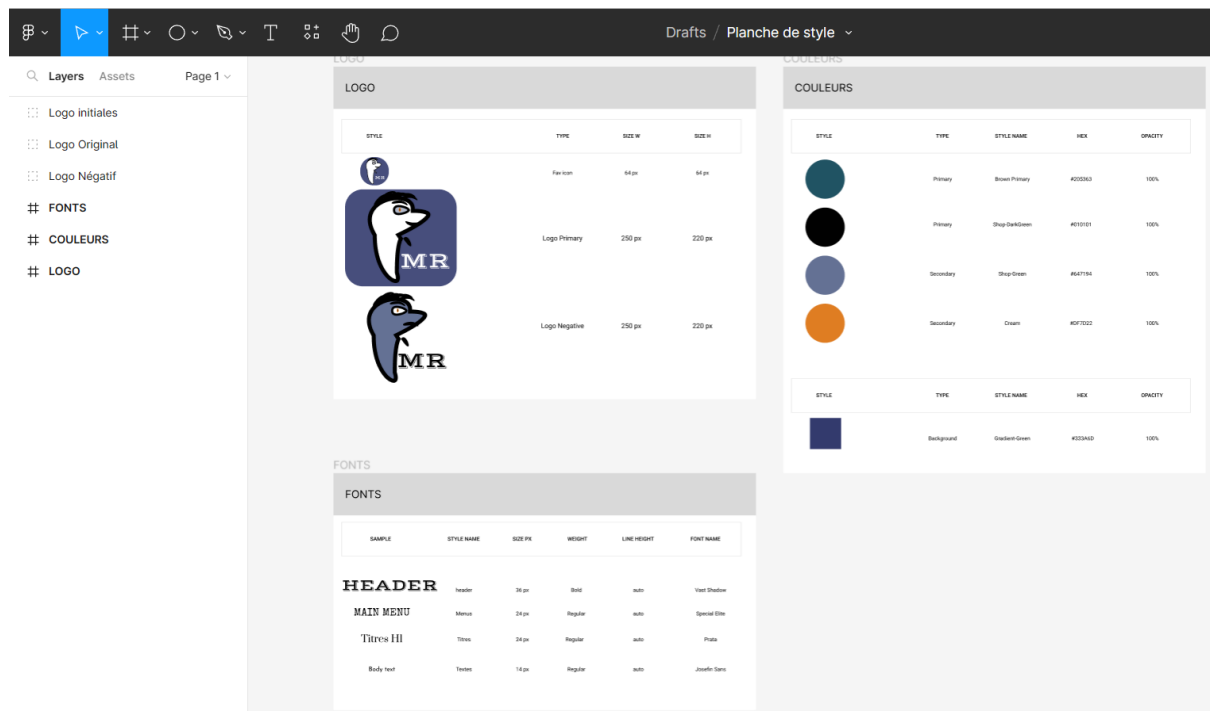 Drafts / Planche de style
Layers Assets Page 1
Logo initiales
Logo Original
Logo Négatif
FONTS
COULEURS
LOGO
LOGO
LOGO
STYLE TYPE SIZE W SIZE H
MR
Fav icon 64 px 64 px
MR
Logo Primary 250 px 220 px
MR
Logo Negative 250 px 220 px
COULEURS
COULEURS
STYLE TYPE STYLE NAME HEX OPACITY
Primary Brown Primary #205363 100%
Primary Shop-DarkGreen #010101 100%
Secondary Shop-Green #647194 100%
Secondary Cream #DF7D22 100%
STYLE TYPE STYLE NAME HEX OPACITY
Background Gradient-Green #333A6D 100%
FONTS
FONTS
SAMPLE STYLE NAME SIZE PX WEIGHT LINE HEIGHT FONT NAME
HEADER header 36 px Bold auto Vast Shadow
MAIN MENU Menus 24 px Regular auto Special Elite
Titres H1 Titres 24 px Regular auto Prata
Body text Textes 14 px Regular auto Josefin Sans